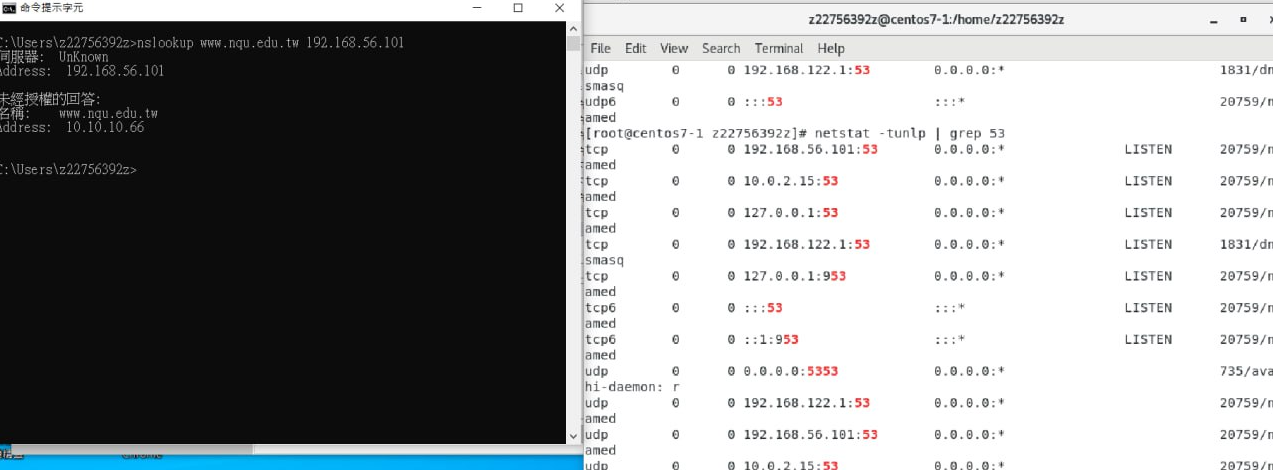 命令提示字元
C:\Users\z22756392z>nslookup www.nqu.edu.tw 192.168.56.101
伺服器: UnKnown
Address: 192.168.56.101
未經授權的回答:
名稱: www.nqu.edu.tw
Address: 10.10.10.66
C:\Users\z22756392z>
z22756392z@centos7-1:/home/z22756392z
File Edit View Search Terminal Help
udp 0 0 192.168.122.1:53 0.0.0.0:* 1831/dn
smasq
udp6 0 0 :::53 :::* 20759/n
amed
[root@centos7-1 z22756392z]# netstat -tunlp | grep 53
tcp 0 0 192.168.56.101:53 0.0.0.0:* LISTEN 20759/n
amed
tcp 0 0 10.0.2.15:53 0.0.0.0:* LISTEN 20759/n
amed
tcp 0 0 127.0.0.1:53 0.0.0.0:* LISTEN 20759/n
amed
tcp 0 0 192.168.122.1:53 0.0.0.0:* LISTEN 1831/dn
smasq
tcp 0 0 127.0.0.1:953 0.0.0.0:* LISTEN 20759/n
amed
tcp6 0 0 :::53 :::* LISTEN 20759/n
amed
tcp6 0 0 ::1:953 :::* LISTEN 20759/n
amed
udp 0 0 0.0.0.0:5353 0.0.0.0:* 735/ava
hi-daemon: r
udp 0 0 192.168.122.1:53 0.0.0.0:* 20759/n
amed
udp 0 0 192.168.56.101:53 0.0.0.0:* 20759/n
amed
udp 0 0 10.0.2.15:53 0.0.0.0:* 20759/n